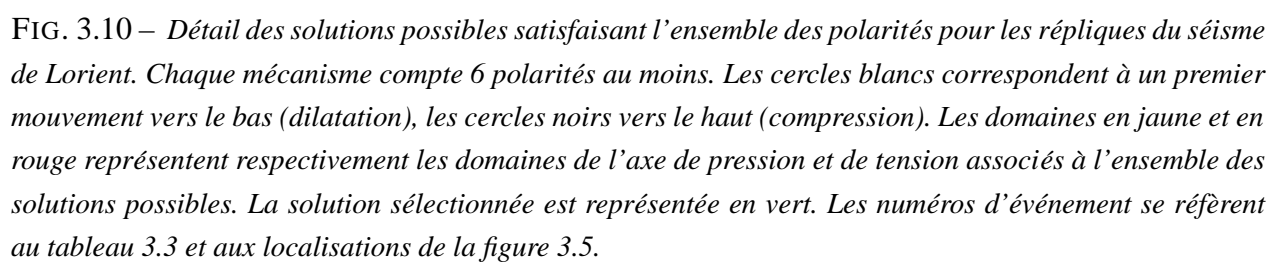 FIG. 3.10 – Détail des solutions possibles satisfaisant l'ensemble des polarités pour les répliques du séisme
de Lorient. Chaque mécanisme compte 6 polarités au moins. Les cercles blancs correspondent à un premier
mouvement vers le bas (dilatation), les cercles noirs vers le haut (compression). Les domaines en jaune et en
rouge représentent respectivement les domaines de l'axe de pression et de tension associés à l'ensemble des
solutions possibles. La solution sélectionnée est représentée en vert. Les numéros d'événement se réfèrent
au tableau 3.3 et aux localisations de la figure 3.5.